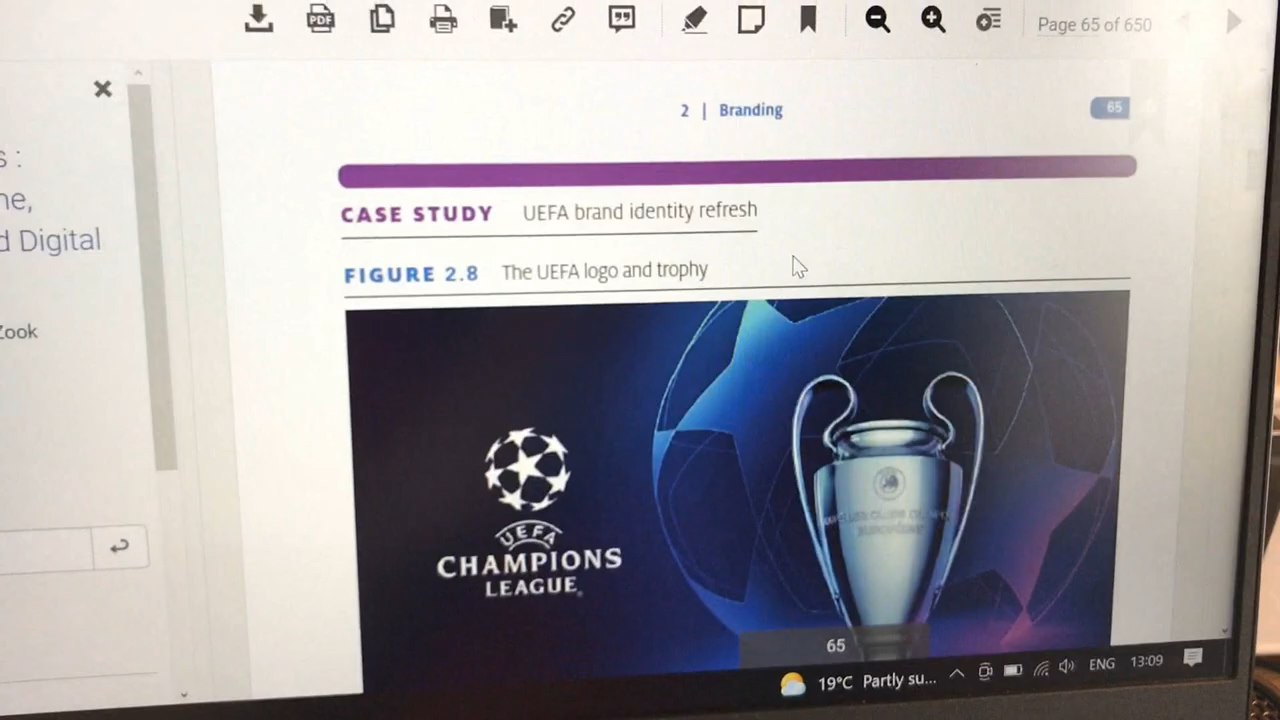 PDF
Page 65 of 650
s :
ne,
d Digital
Zook
2 | Branding
65
CASE STUDY UEFA brand identity refresh
FIGURE 2.8 The UEFA logo and trophy
UEFA
CHAMPIONS
LEAGUE
65
19°C Partly su... ENG 13:09